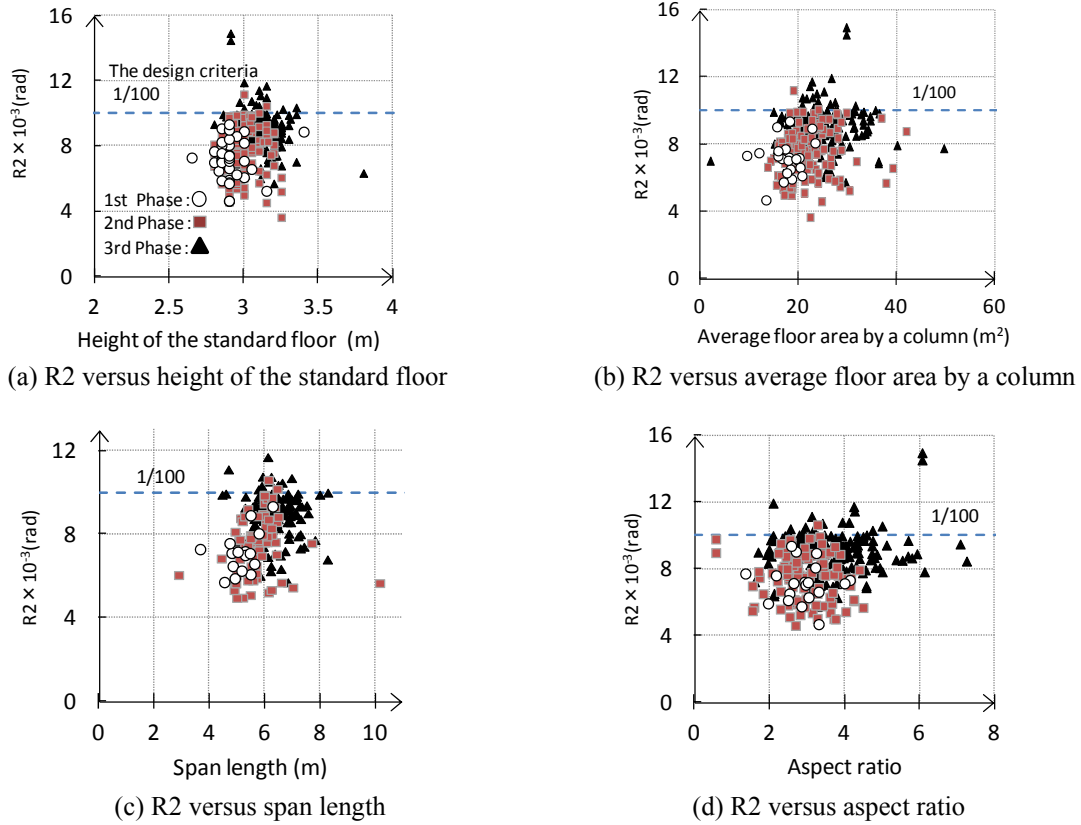 16
12
8
4
0
R2 × 10⁻³ (rad)
The design criteria
1/100
1st Phase :
2nd Phase :
3rd Phase :
2 2.5 3 3.5 4
Height of the standard floor (m)
(a) R2 versus height of the standard floor
16
12
8
4
0
R2 × 10⁻³ (rad)
1/100
0 20 40 60
Average floor area by a column (m²)
(b) R2 versus average floor area by a column
12
8
4
0
R2 × 10⁻³ (rad)
1/100
0 2 4 6 8 10
Span length (m)
(c) R2 versus span length
16
12
8
4
0
R2 × 10⁻³ (rad)
1/100
0 2 4 6 8
Aspect ratio
(d) R2 versus aspect ratio